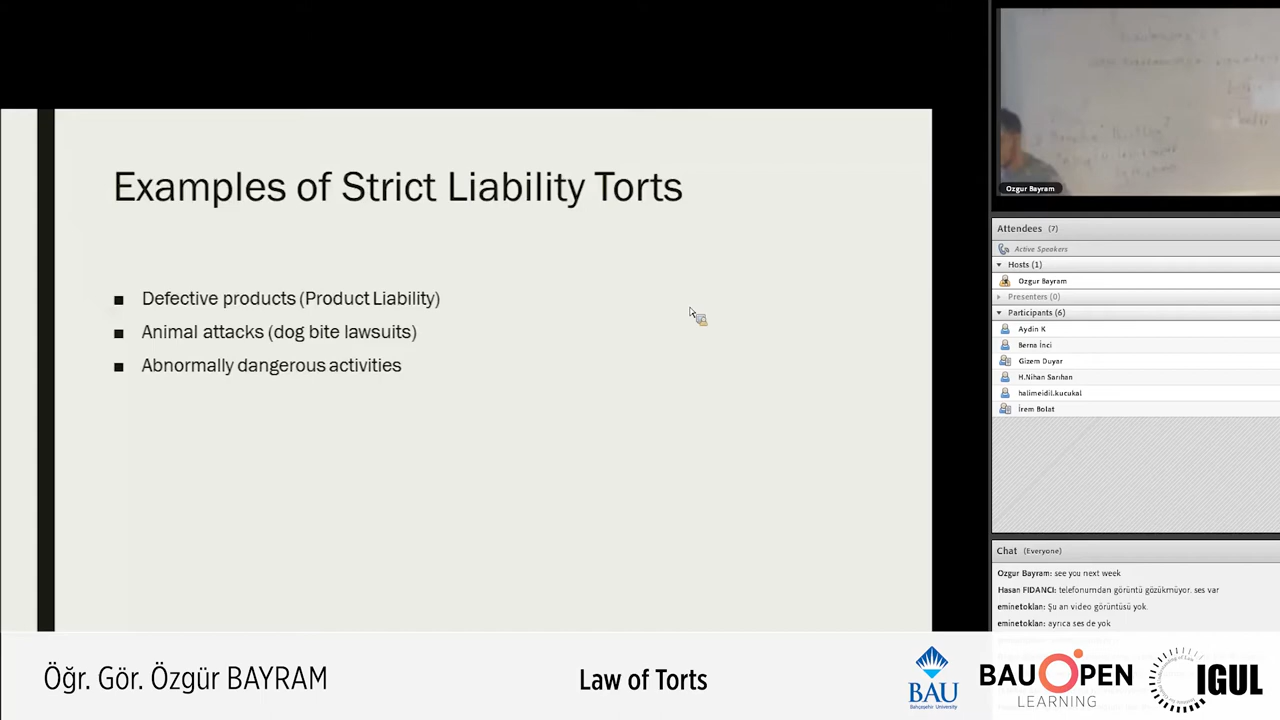 Examples of Strict Liability Torts
Defective products (Product Liability)
Animal attacks (dog bite lawsuits)
Abnormally dangerous activities
Ozgur Bayram
Attendees (7)
Active Speakers
Hosts (1)
Ozgur Bayram
Presenters (0)
Participants (6)
Aydin K
Berna İnci
Gizem Duyar
H.Nihan Sarıhan
halimeidil.kucukal
İrem Bolat
Chat (Everyone)
Ozgur Bayram: see you next week
Hasan FIDANCI: telefonumdan görüntü gözükmüyor. ses var
eminetoklan: Şu an video görüntüsü yok.
eminetoklan: ayrıca ses de yok
Öğr. Gör. Özgür BAYRAM
Law of Torts
BAU
Bahçeşehir University
BAU OPEN
LEARNING
IGUL